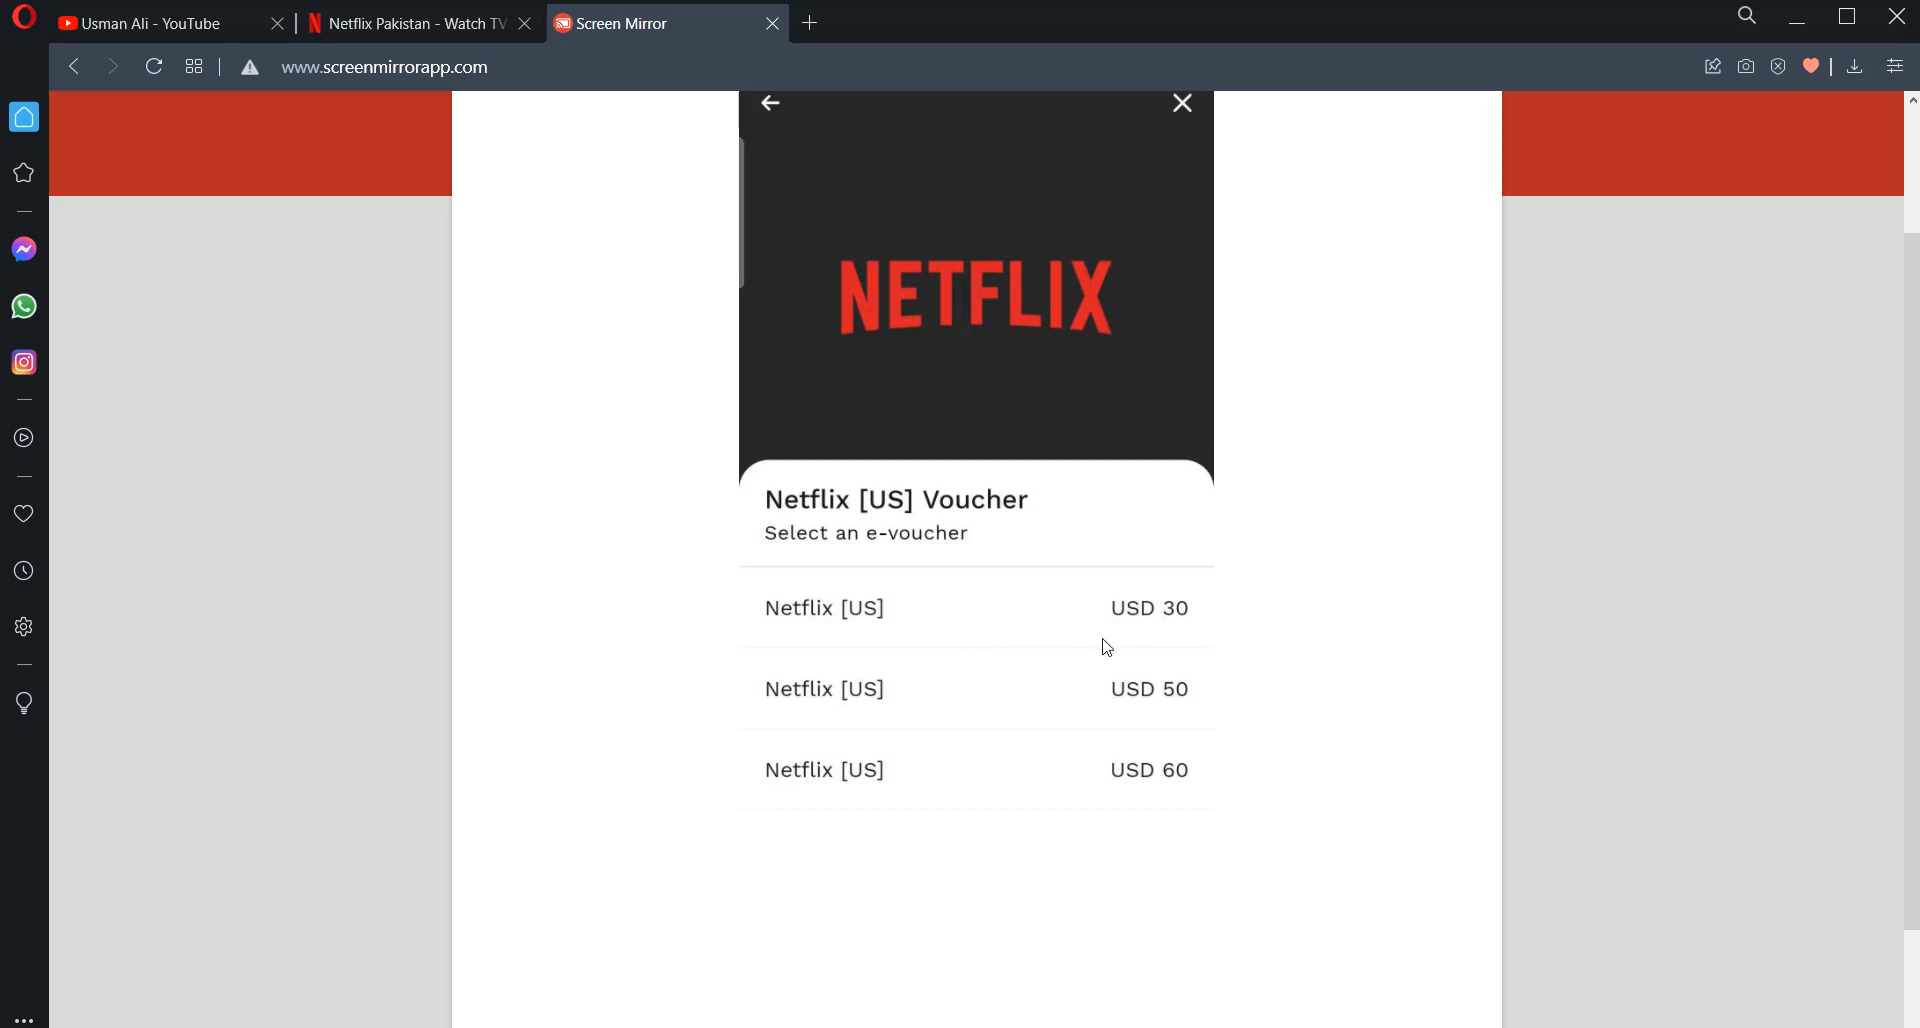 Usman Ali - YouTube
Netflix Pakistan - Watch TV
Screen Mirror
www.screenmirrorapp.com
NETFLIX
Netflix [US] Voucher
Select an e-voucher
Netflix [US] USD 30
Netflix [US] USD 50
Netflix [US] USD 60